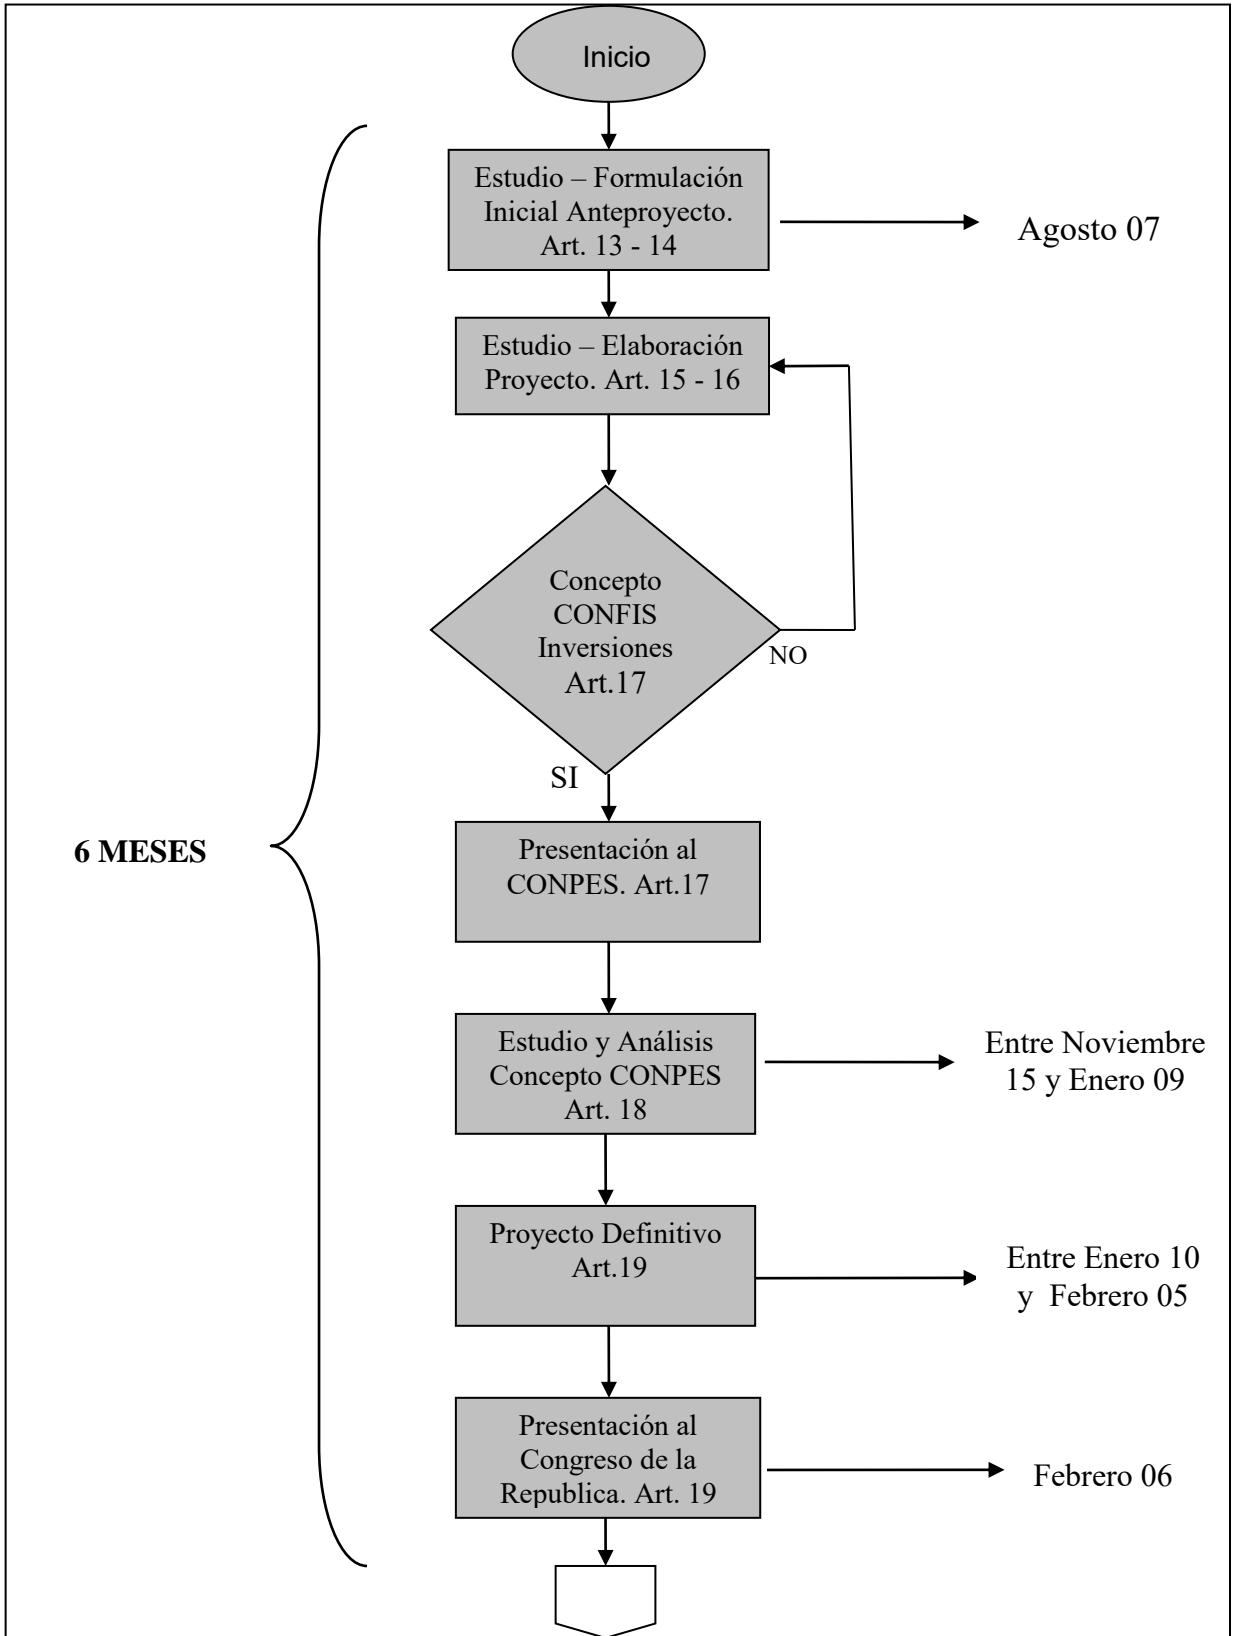 Inicio
Estudio – Formulación
Inicial Anteproyecto.
Art. 13 - 14
Agosto 07
Estudio – Elaboración
Proyecto. Art. 15 - 16
Concepto
CONFIS
Inversiones
Art.17
NO
SI
6 MESES
Presentación al
CONPES. Art.17
Estudio y Análisis
Concepto CONPES
Art. 18
Entre Noviembre
15 y Enero 09
Proyecto Definitivo
Art.19
Entre Enero 10
y Febrero 05
Presentación al
Congreso de la
Republica. Art. 19
Febrero 06